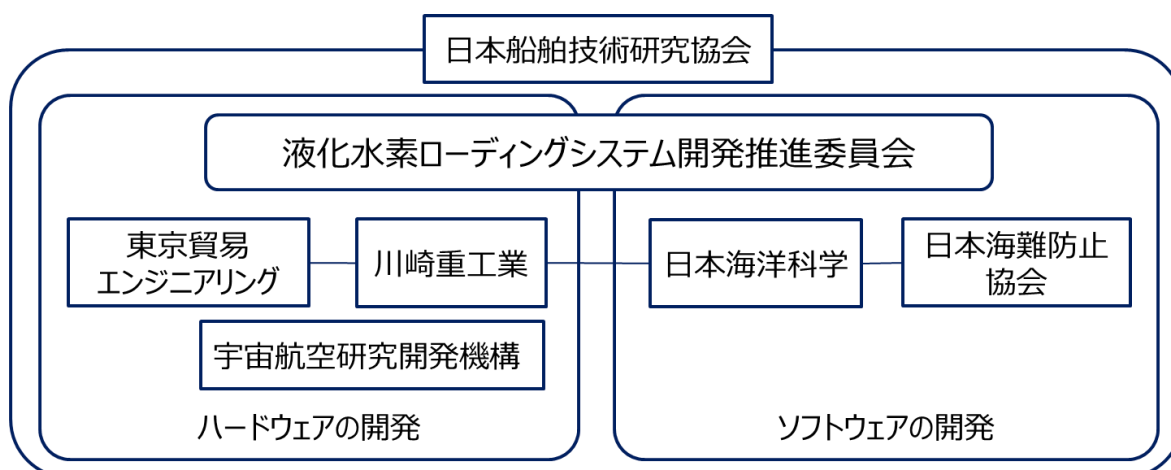 日本船舶技術研究協会
液化水素ローディングシステム開発推進委員会
東京貿易
エンジニアリング
川崎重工業
日本海洋科学
日本海難防止
協会
宇宙航空研究開発機構
ハードウェアの開発
ソフトウェアの開発